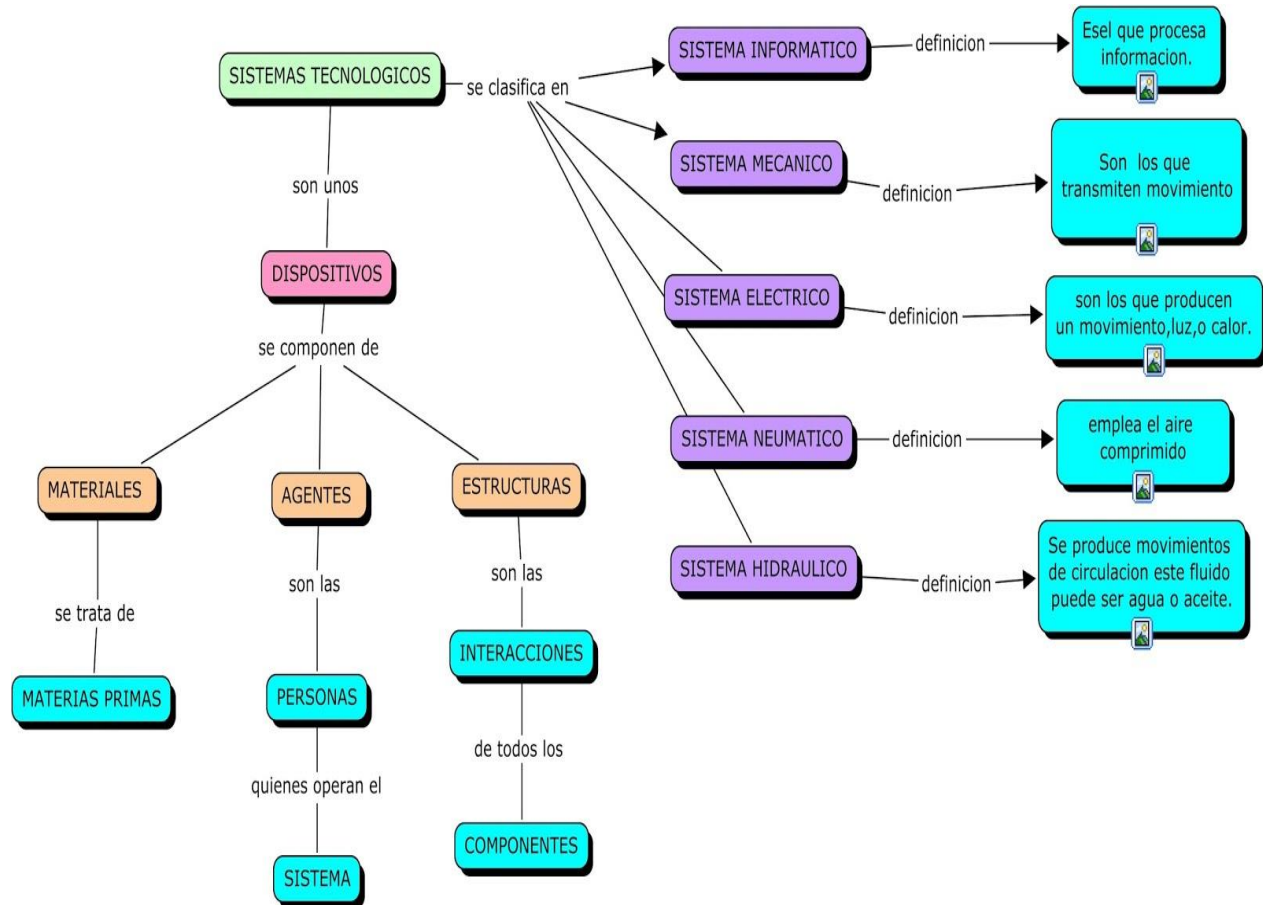 SISTEMAS TECNOLOGICOS
se clasifica en
SISTEMA INFORMATICO
definicion
Esel que procesa
informacion.
SISTEMA MECANICO
definicion
Son los que
transmiten movimiento
SISTEMA ELECTRICO
definicion
son los que producen
un movimiento,luz,o calor.
SISTEMA NEUMATICO
definicion
emplea el aire
comprimido
SISTEMA HIDRAULICO
definicion
Se produce movimientos
de circulacion este fluido
puede ser agua o aceite.
son unos
DISPOSITIVOS
se componen de
MATERIALES
se trata de
MATERIAS PRIMAS
AGENTES
son las
PERSONAS
quienes operan el
SISTEMA
ESTRUCTURAS
son las
INTERACCIONES
de todos los
COMPONENTES